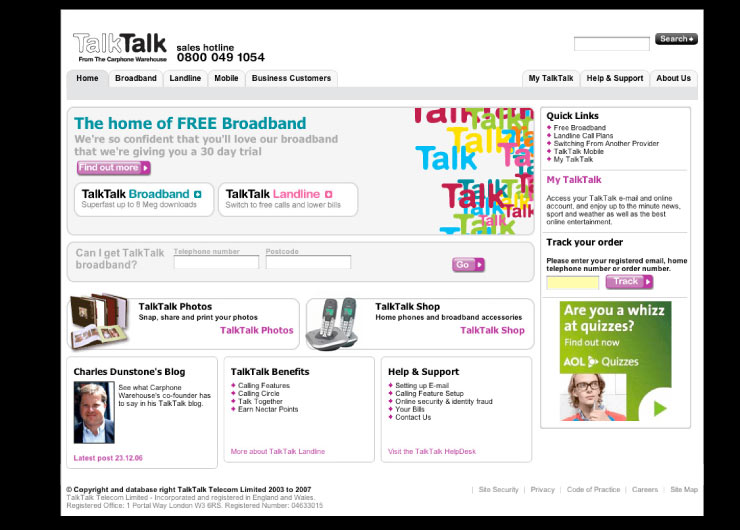 TalkTalk
From The Carphone Warehouse
sales hotline
0800 049 1054
Search
Home
Broadband
Landline
Mobile
Business Customers
My TalkTalk
Help & Support
About Us
The home of FREE Broadband
We're so confident that you'll love our broadband
that we're giving you a 30 day trial
Find out more
TalkTalk Broadband
Superfast up to 8 Meg downloads
TalkTalk Landline
Switch to free calls and lower bills
TalkTalk
Talk
Talk
Talk
Can I get TalkTalk
broadband?
Telephone number
Postcode
Go
TalkTalk Photos
Snap, share and print your photos
TalkTalk Photos
TalkTalk Shop
Home phones and broadband accessories
TalkTalk Shop
Charles Dunstone's Blog
See what Carphone
Warehouse's co-founder has
to say in his TalkTalk blog.
Latest post 23.12.06
TalkTalk Benefits
Calling Features
Calling Circle
Talk Together
Earn Nectar Points
More about TalkTalk Landline
Help & Support
Setting up E-mail
Calling Feature Setup
Online security & identity fraud
Your Bills
Contact Us
Visit the TalkTalk HelpDesk
Quick Links
Free Broadband
Landline Call Plans
Switching From Another Provider
TalkTalk Mobile
My TalkTalk
My TalkTalk
Access your TalkTalk e-mail and online
account, and enjoy up to the minute news,
sport and weather as well as the best
online entertainment.
Track your order
Please enter your registered email, home
telephone number or order number.
Track
Are you a whizz
at quizzes?
Find out now
AOL Quizzes
© Copyright and database right TalkTalk Telecom Limited 2003 to 2007
TalkTalk Telecom Limited - Incorporated and registered in England and Wales.
Registered Office: 1 Portal Way London W3 6RS. Registered Number: 04633015
| Site Security | Privacy | Code of Practice | Careers | Site Map